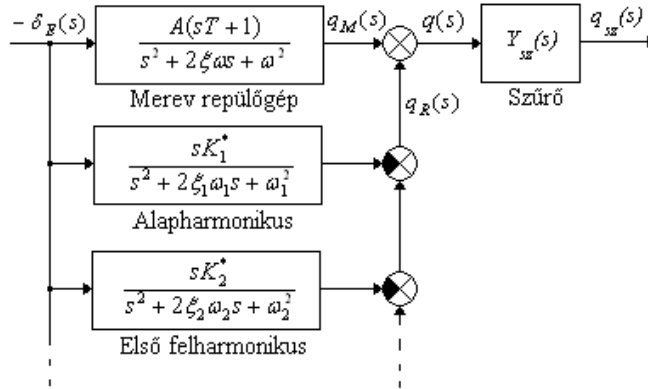 − δ_E(s)
A(sT + 1)
s² + 2ξωs + ω²
Merev repülőgép
q_M(s)
q(s)
Y_sz(s)
Szűrő
q_sz(s)
q_R(s)
sK₁*
s² + 2ξ₁ω₁s + ω₁²
Alapharmonikus
sK₂*
s² + 2ξ₂ω₂s + ω₂²
Első felharmonikus